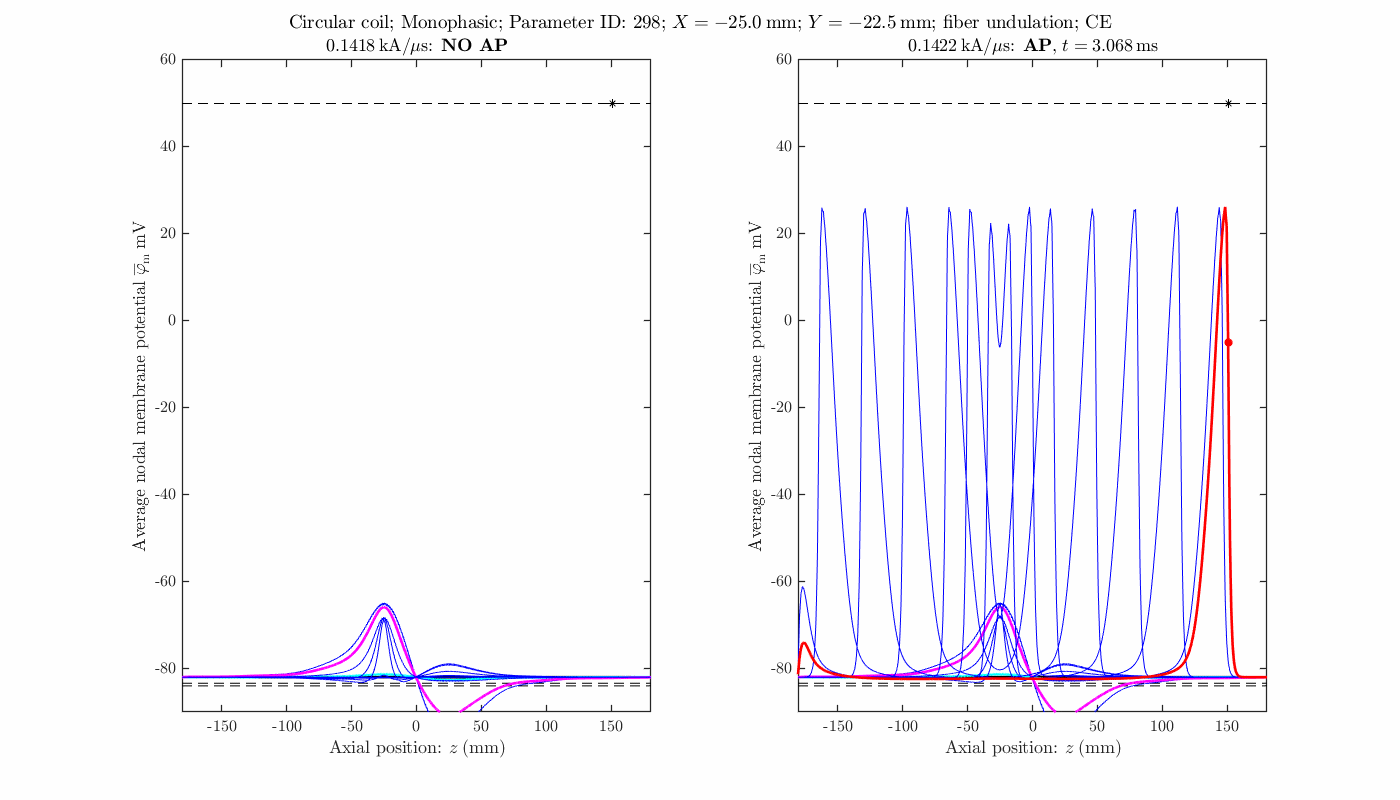 Circular coil; Monophasic; Parameter ID: 298; X = −25.0 mm; Y = −22.5 mm; fiber undulation; CE
0.1418 kA/μs: NO AP
60
40
20
0
-20
-40
-60
-80
Average nodal membrane potential φ̅m mV
-150 -100 -50 0 50 100 150
Axial position: z (mm)
0.1422 kA/μs: AP, t = 3.068 ms
60
40
20
0
-20
-40
-60
-80
Average nodal membrane potential φ̅m mV
-150 -100 -50 0 50 100 150
Axial position: z (mm)